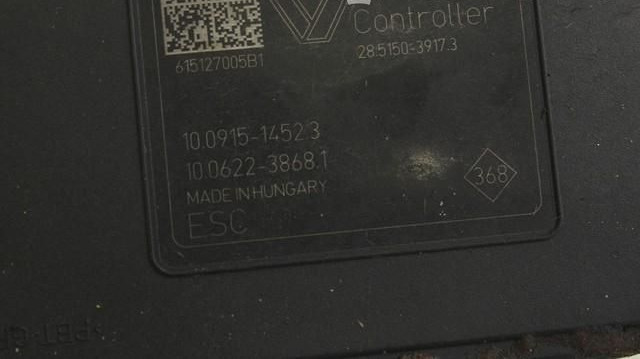 Controller
28.5150-3917.3
615127005B1
10.0915-1452.3
10.0622-3868.1
MADE IN HUNGARY
368
ESC